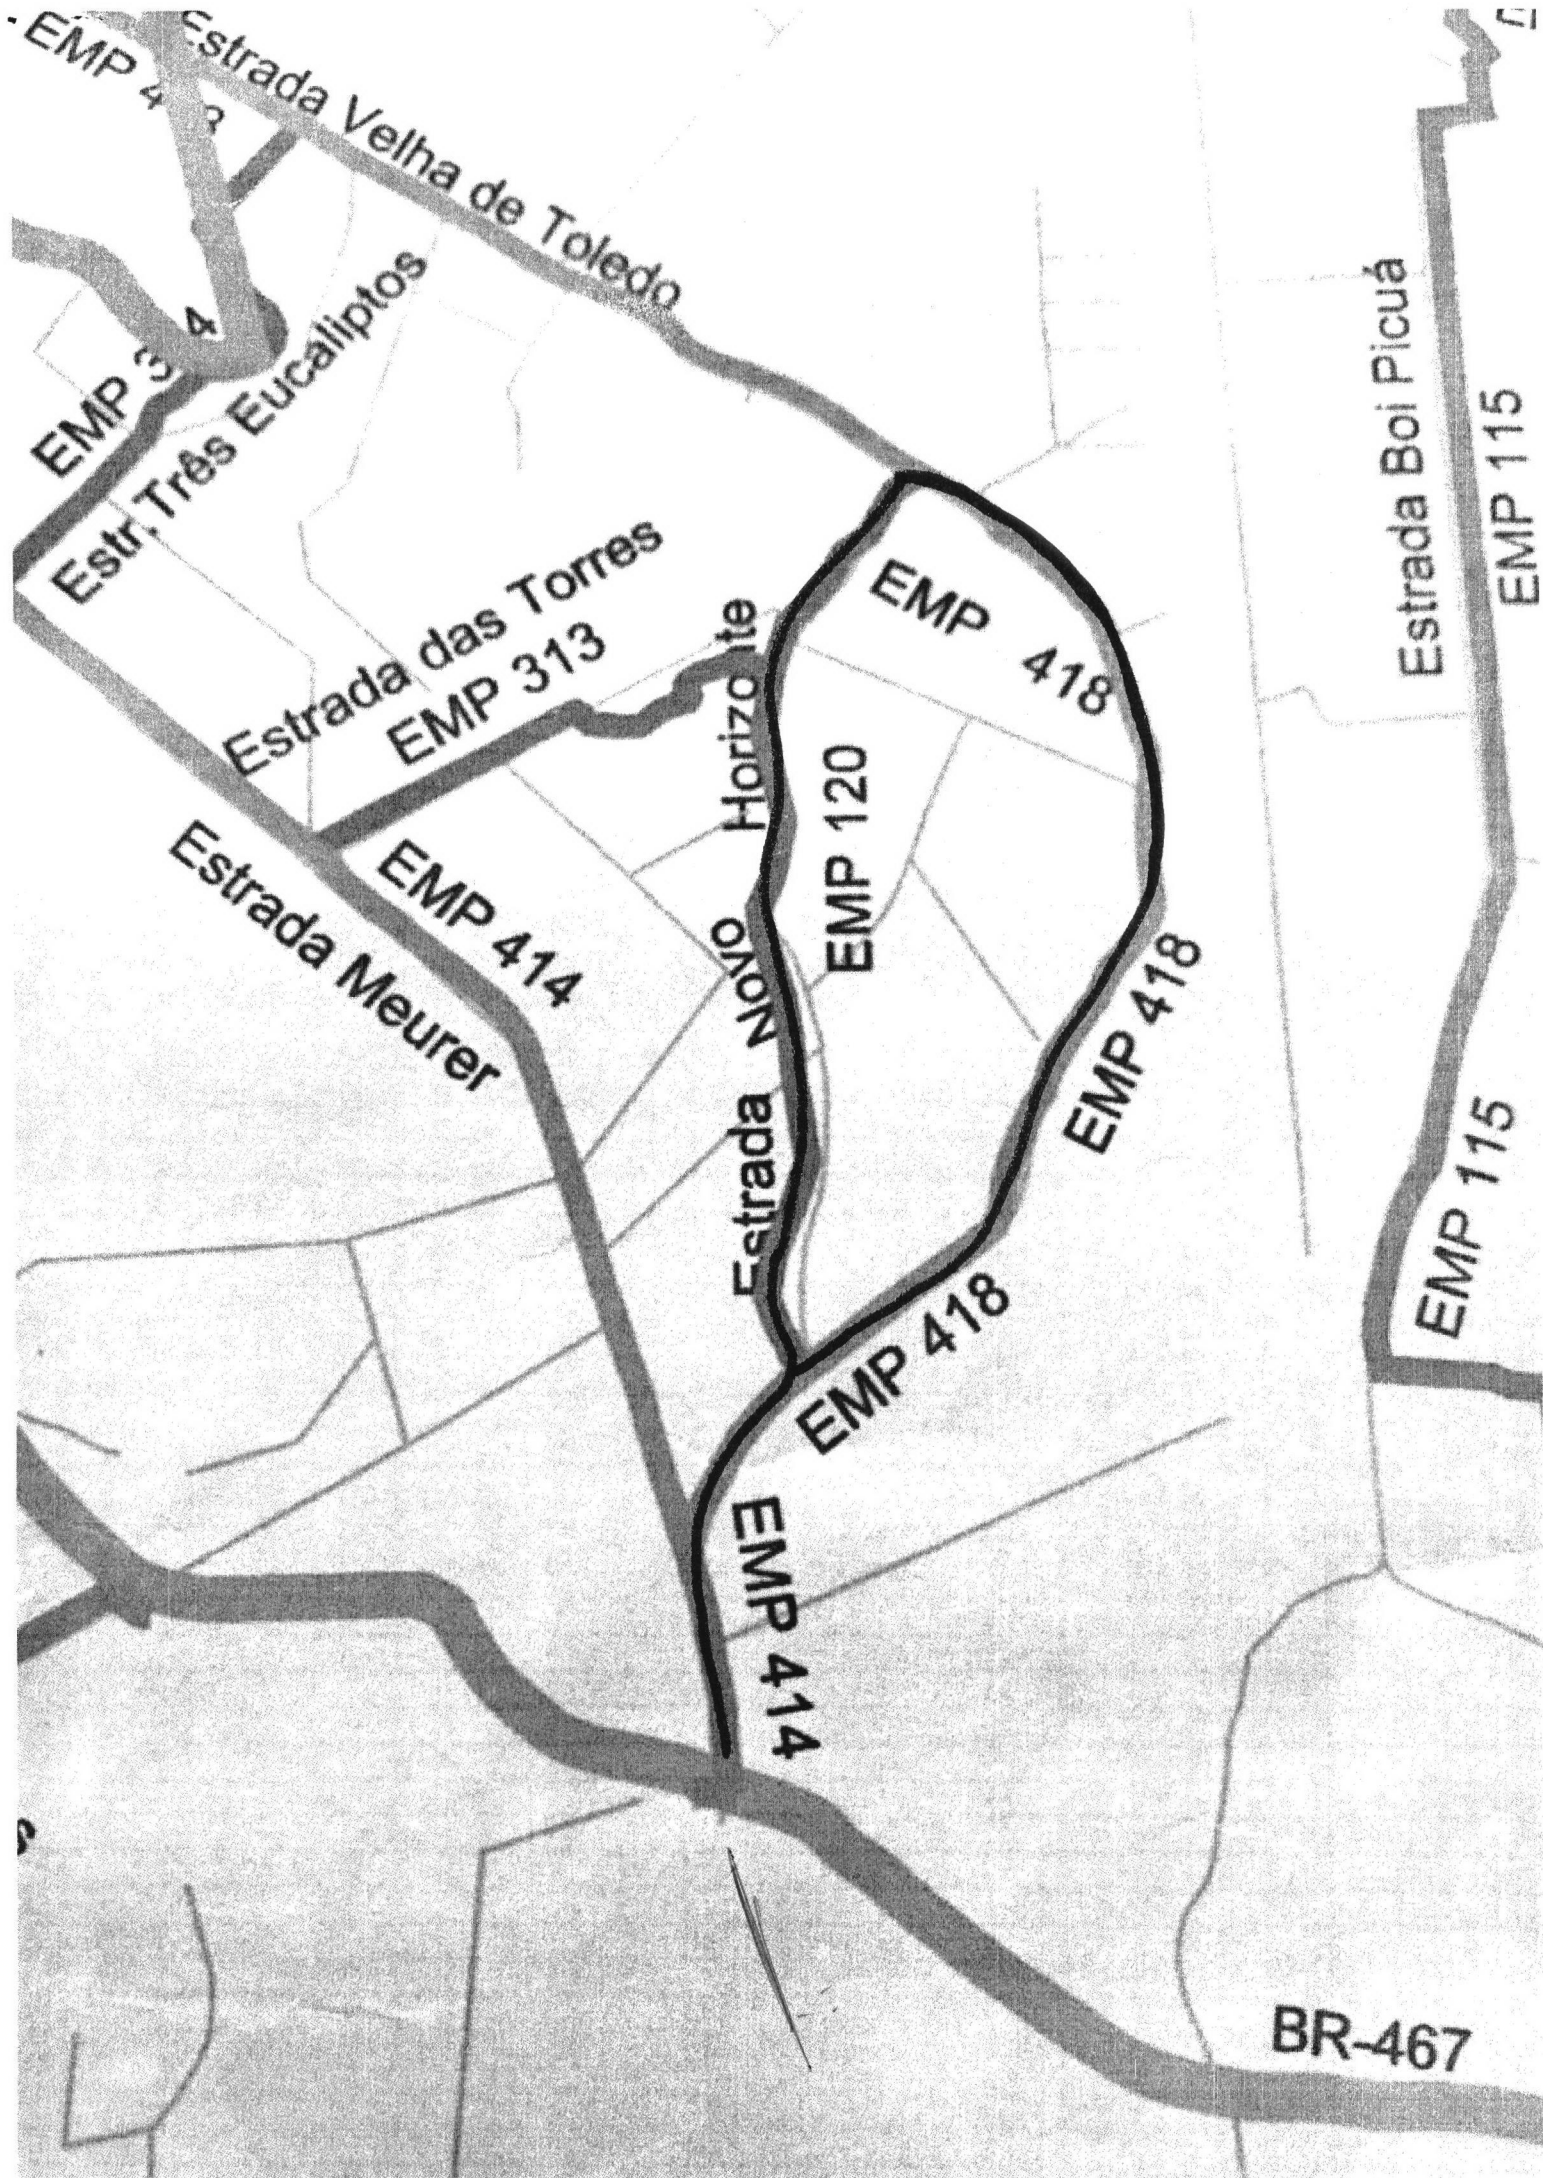 Estrada Velha de Toledo
EMP
Estr. Três Eucaliptos
EMP
Estrada Boi Picuá
EMP 115
Estrada das Torres
EMP 313
EMP 418
Estrada Novo
EMP 120
EMP 414
Estrada Meurer
EMP 418
EMP 115
EMP 418
EMP 414
BR-467